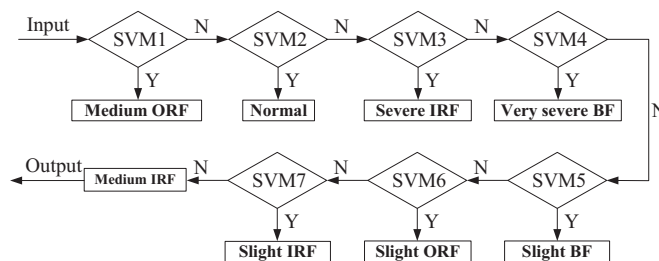 Input SVM1 N SVM2 N SVM3 N SVM4 N
Y Y Y Y
Medium ORF Normal Severe IRF Very severe BF
N
Output Medium IRF N SVM7 N SVM6 N SVM5
Y Y Y
Slight IRF Slight ORF Slight BF